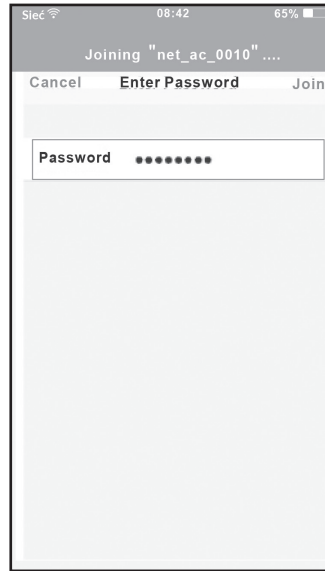 Sieć 08:42 65%
Joining "net_ac_0010"....
Cancel Enter Password Join
Password ●●●●●●●●